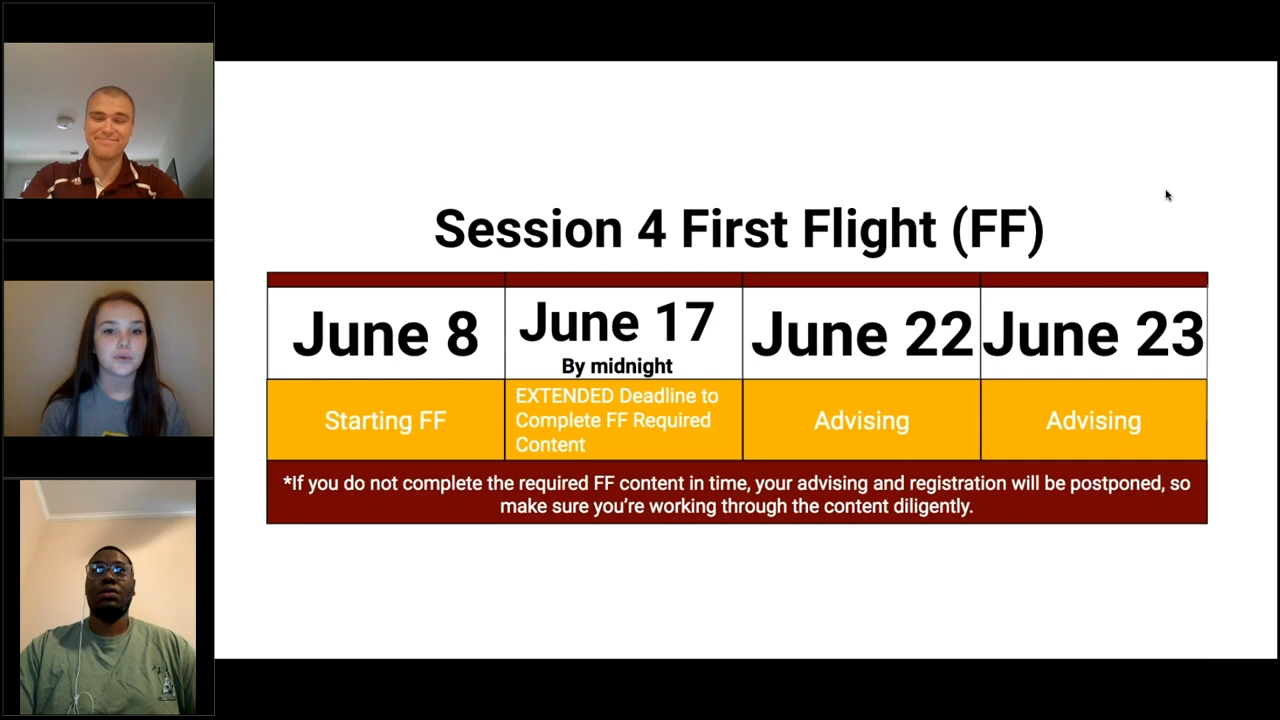 Session 4 First Flight (FF)
June 8
June 17
By midnight
June 22
June 23
Starting FF
EXTENDED Deadline to
Complete FF Required
Content
Advising
Advising
*If you do not complete the required FF content in time, your advising and registration will be postponed, so
make sure you’re working through the content diligently.